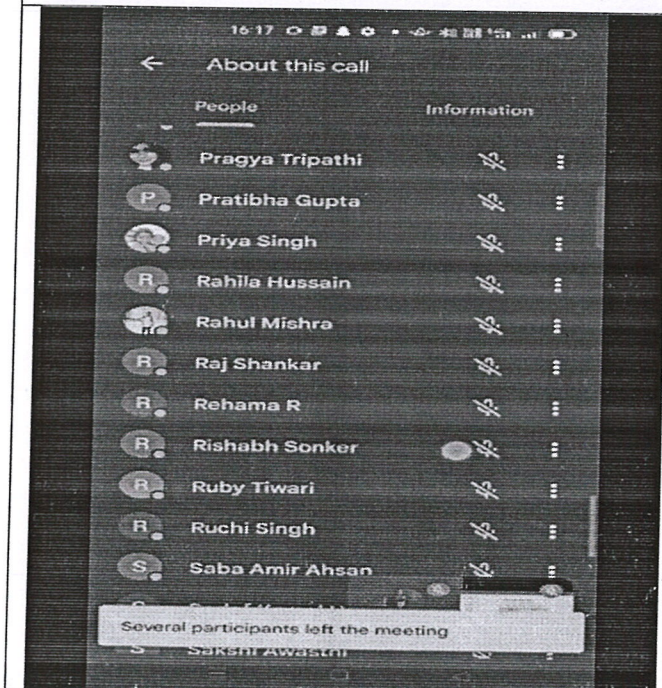 16:17
About this call
People Information
Pragya Tripathi
P Pratibha Gupta
Priya Singh
R Rahila Hussain
Rahul Mishra
R Raj Shankar
R Rehama R
R Rishabh Sonker
R Ruby Tiwari
R Ruchi Singh
S Saba Amir Ahsan
Several participants left the meeting
S Sakshi Awasthi